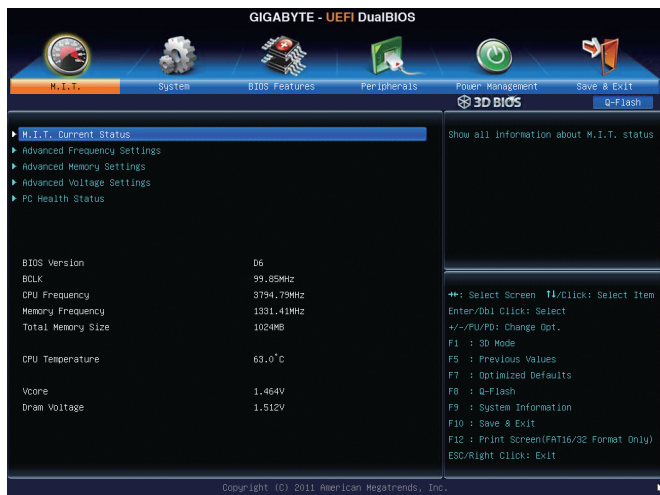 GIGABYTE - UEFI DualBIOS
M.I.T. System BIOS Features Peripherals Power Management Save & Exit
3D BIOS Q-Flash
M.I.T. Current Status
Advanced Frequency Settings
Advanced Memory Settings
Advanced Voltage Settings
PC Health Status
BIOS Version D6
BCLK 99.85MHz
CPU Frequency 3794.79MHz
Memory Frequency 1331.41MHz
Total Memory Size 1024MB
CPU Temperature 63.0°C
Vcore 1.464V
Dram Voltage 1.512V
Show all information about M.I.T. status
→←: Select Screen ↑↓/Click: Select Item
Enter/Dbl Click: Select
+/-/PU/PD: Change Opt.
F1 : 3D Mode
F5 : Previous Values
F7 : Optimized Defaults
F8 : Q-Flash
F9 : System Information
F10 : Save & Exit
F12 : Print Screen(FAT16/32 Format Only)
ESC/Right Click: Exit
Copyright (C) 2011 American Megatrends, Inc.